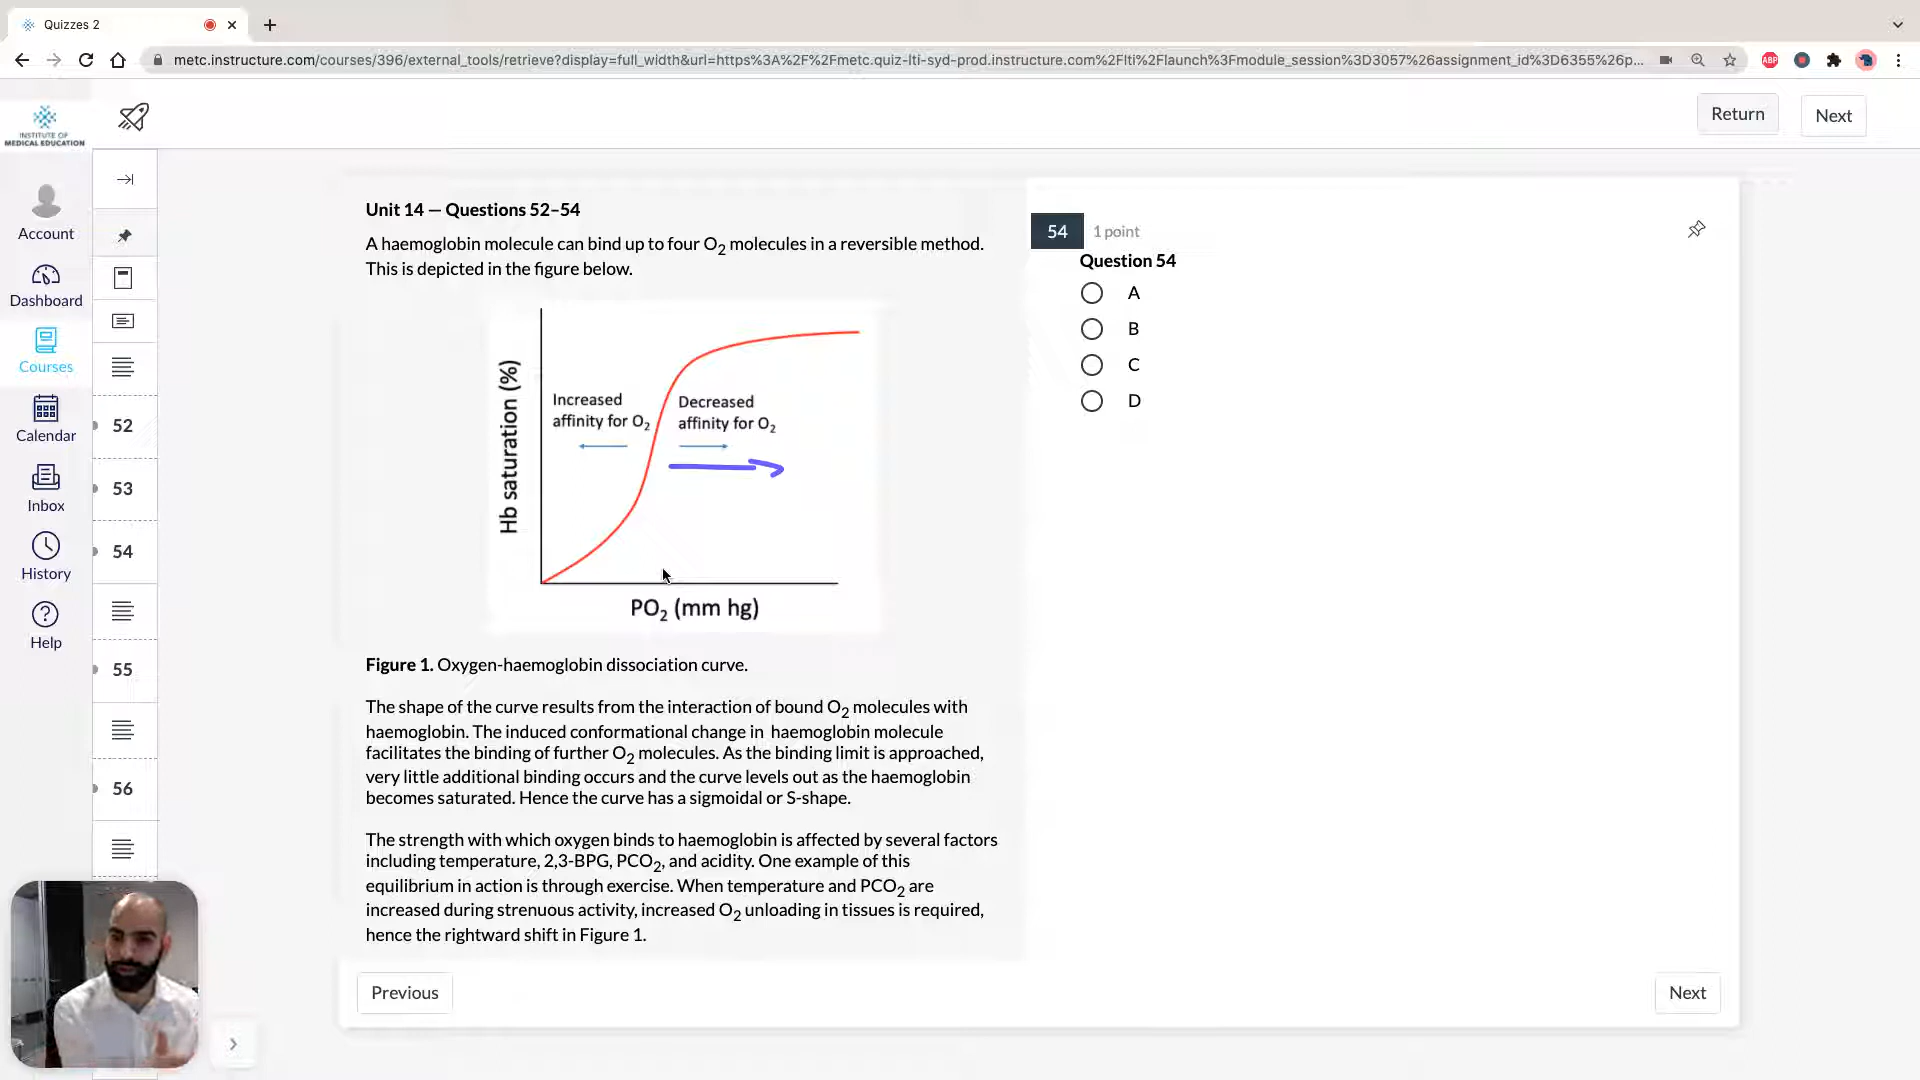 Quizzes 2
metc.instructure.com/courses/396/external_tools/retrieve?display=full_width&url=https%3A%2F%2Fmetc.quiz-lti-syd-prod.instructure.com%2Flti%2Flaunch%3Fmodule_session%3D3057%26assignment_id%3D6355%26p...
ABP
INSTITUTE OF
MEDICAL EDUCATION
Return
Next
Account
Dashboard
Courses
Calendar
Inbox
History
Help
52
53
54
55
56
Unit 14 — Questions 52–54
A haemoglobin molecule can bind up to four O₂ molecules in a reversible method.
This is depicted in the figure below.
Hb saturation (%)
Increased
affinity for O₂
Decreased
affinity for O₂
PO₂ (mm hg)
Figure 1. Oxygen-haemoglobin dissociation curve.
The shape of the curve results from the interaction of bound O₂ molecules with
haemoglobin. The induced conformational change in haemoglobin molecule
facilitates the binding of further O₂ molecules. As the binding limit is approached,
very little additional binding occurs and the curve levels out as the haemoglobin
becomes saturated. Hence the curve has a sigmoidal or S-shape.
The strength with which oxygen binds to haemoglobin is affected by several factors
including temperature, 2,3-BPG, PCO₂, and acidity. One example of this
equilibrium in action is through exercise. When temperature and PCO₂ are
increased during strenuous activity, increased O₂ unloading in tissues is required,
hence the rightward shift in Figure 1.
54 1 point
Question 54
A
B
C
D
Previous
Next